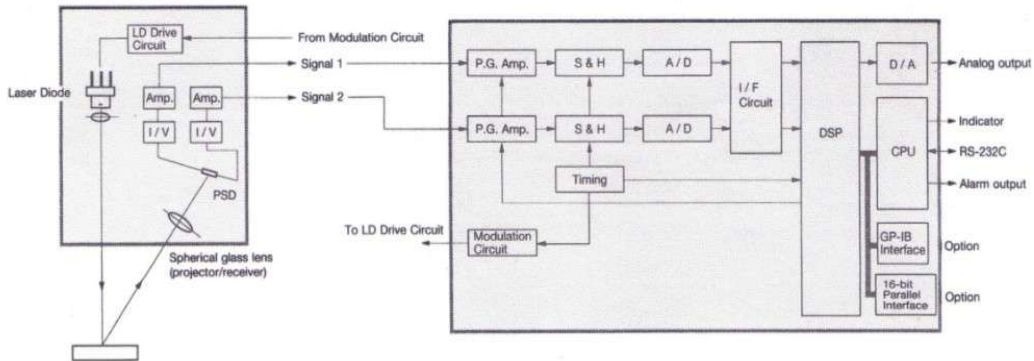 LD Drive
Circuit
From Modulation Circuit
Signal 1
Laser Diode
Amp.
Amp.
Signal 2
I / V
I / V
PSD
Spherical glass lens
(projector/receiver)
P.G. Amp.
S & H
A / D
I / F
Circuit
DSP
D / A
Analog output
P.G. Amp.
S & H
A / D
CPU
Indicator
RS-232C
Alarm output
Timing
To LD Drive Circuit
Modulation
Circuit
GP-IB
Interface
Option
16-bit
Parallel
Interface
Option